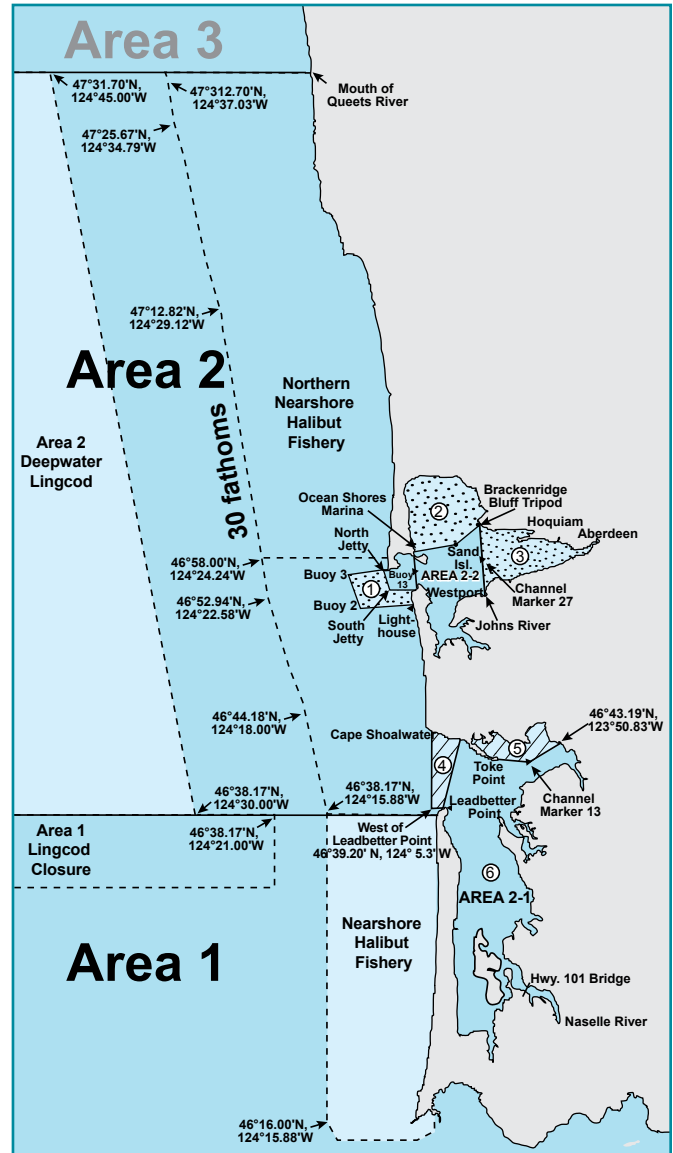 Area 3
47°31.70'N,
124°45.00'W
47°312.70'N,
124°37.03'W
Mouth of
Queets River
47°25.67'N,
124°34.79'W
47°12.82'N,
124°29.12'W
Area 2
30 fathoms
Northern
Nearshore
Halibut
Fishery
Area 2
Deepwater
Lingcod
Ocean Shores
Marina
2
Brackenridge
Bluff Tripod
Hoquiam
Aberdeen
North
Jetty
Sand
Isl.
3
46°58.00'N,
124°24.24'W
Buoy 3
1
Buoy
13
AREA 2-2
Channel
Marker 27
46°52.94'N,
124°22.58'W
Buoy 2
Westport
South
Jetty
Light-
house
Johns River
46°44.18'N,
124°18.00'W
Cape Shoalwater
46°43.19'N,
123°50.83'W
4
5
Toke
Point
Channel
Marker 13
46°38.17'N,
124°30.00'W
46°38.17'N,
124°15.88'W
Leadbetter
Point
46°38.17'N,
124°21.00'W
West of
Leadbetter Point
46°39.20' N, 124° 5.3' W
Area 1
Lingcod
Closure
6
AREA 2-1
Nearshore
Halibut
Fishery
Area 1
Hwy. 101 Bridge
Naselle River
46°16.00'N,
124°15.88'W